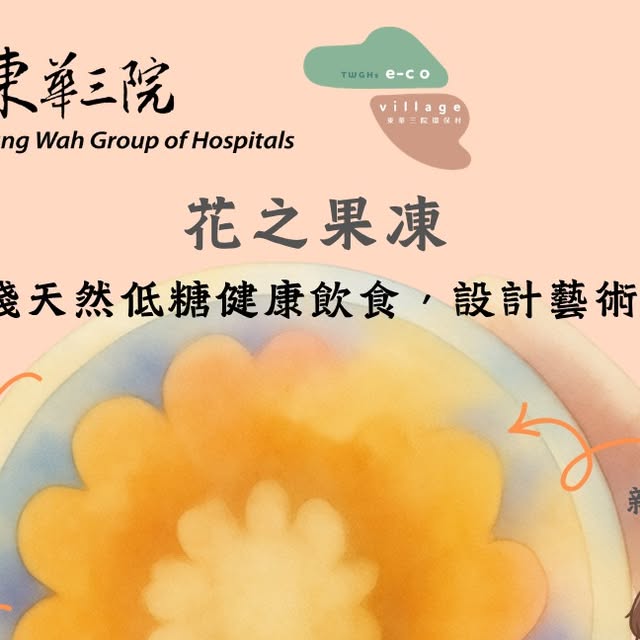 東華三院
ng Wah Group of Hospitals
TWGHs e-co
village
東華三院環保村
花之果凍
天然低糖健康飲食，設計藝術